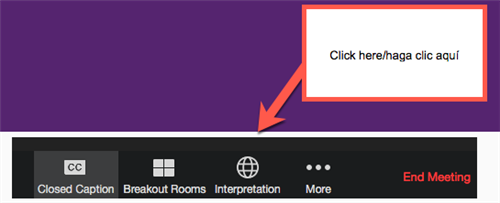 Click here/haga clic aquí
CC
Closed Caption Breakout Rooms Interpretation More End Meeting